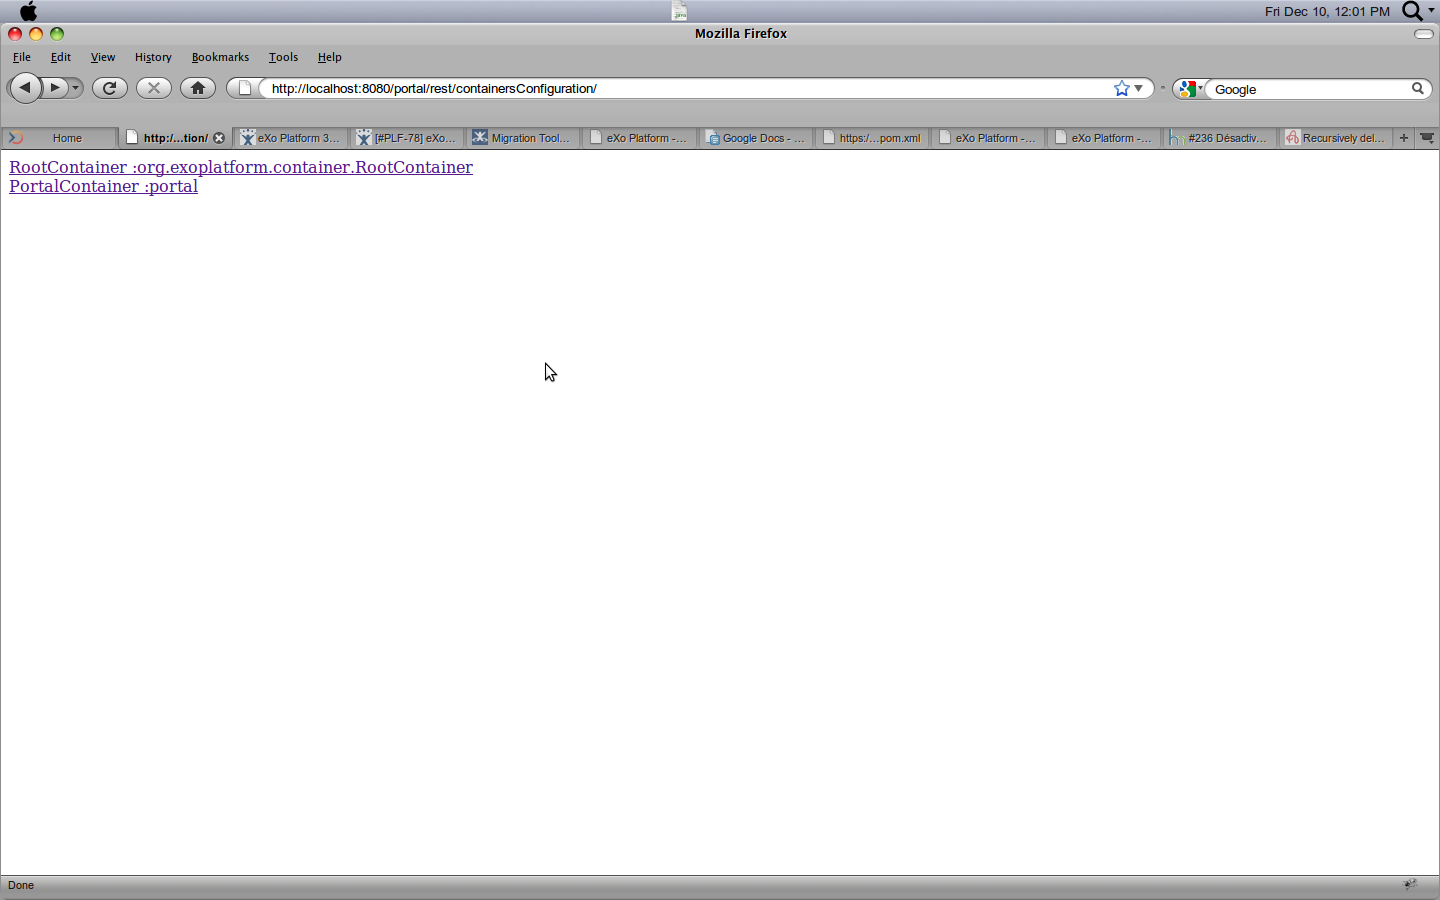 Fri Dec 10, 12:01 PM
Mozilla Firefox
File Edit View History Bookmarks Tools Help
http://localhost:8080/portal/rest/containersConfiguration/
Google
Home
http:/...tion/
eXo Platform 3...
[#PLF-78] eXo...
Migration Tool...
eXo Platform -...
Google Docs - ...
https:/...pom.xml
eXo Platform -...
eXo Platform -...
#236 Désactiv...
Recursively del...
RootContainer :org.exoplatform.container.RootContainer
PortalContainer :portal
Done